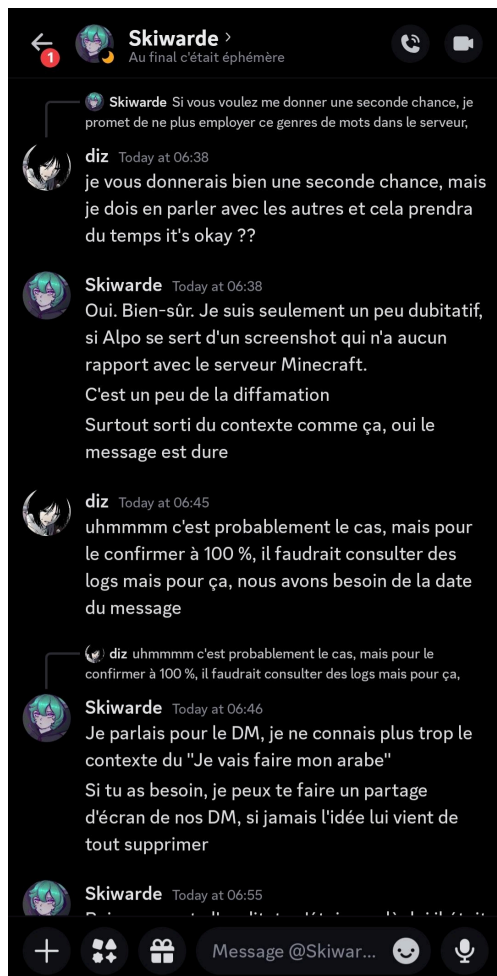 Skiwarde
1
Au final c'était éphémère
Skiwarde Si vous voulez me donner une seconde chance, je
promet de ne plus employer ce genres de mots dans le serveur,
diz Today at 06:38
je vous donnerais bien une seconde chance, mais
je dois en parler avec les autres et cela prendra
du temps it's okay ??
Skiwarde Today at 06:38
Oui. Bien-sûr. Je suis seulement un peu dubitatif,
si Alpo se sert d'un screenshot qui n'a aucun
rapport avec le serveur Minecraft.
C'est un peu de la diffamation
Surtout sorti du contexte comme ça, oui le
message est dure
diz Today at 06:45
uhmmmm c'est probablement le cas, mais pour
le confirmer à 100 %, il faudrait consulter des
logs mais pour ça, nous avons besoin de la date
du message
diz uhmmmm c'est probablement le cas, mais pour le
confirmer à 100 %, il faudrait consulter des logs mais pour ça,
Skiwarde Today at 06:46
Je parlais pour le DM, je ne connais plus trop le
contexte du "Je vais faire mon arabe"
Si tu as besoin, je peux te faire un partage
d'écran de nos DM, si jamais l'idée lui vient de
tout supprimer
Skiwarde Today at 06:55
Message @Skiwar...